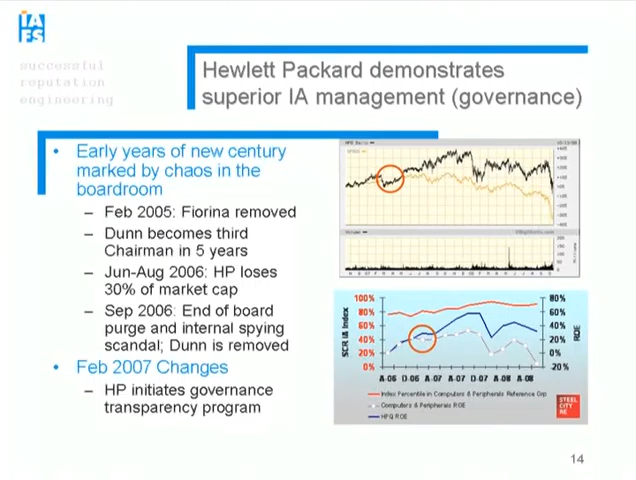 IA
FS
successful
reputation
engineering
Hewlett Packard demonstrates
superior IA management (governance)
• Early years of new century
marked by chaos in the
boardroom
– Feb 2005: Fiorina removed
– Dunn becomes third
Chairman in 5 years
– Jun-Aug 2006: HP loses
30% of market cap
– Sep 2006: End of board
purge and internal spying
scandal; Dunn is removed
• Feb 2007 Changes
– HP initiates governance
transparency program
Volume
SCR IA Index
100%
80%
60%
40%
20%
0%
80%
60%
40%
20%
0%
-20%
ROE
A-06 D-06 A-07 A-07 D-07 A-08 A-08
Index Percentile in Computers & Peripherals Reference Grp
Computers & Peripherals ROE
HPQ ROE
STEEL
CITY
RE
14